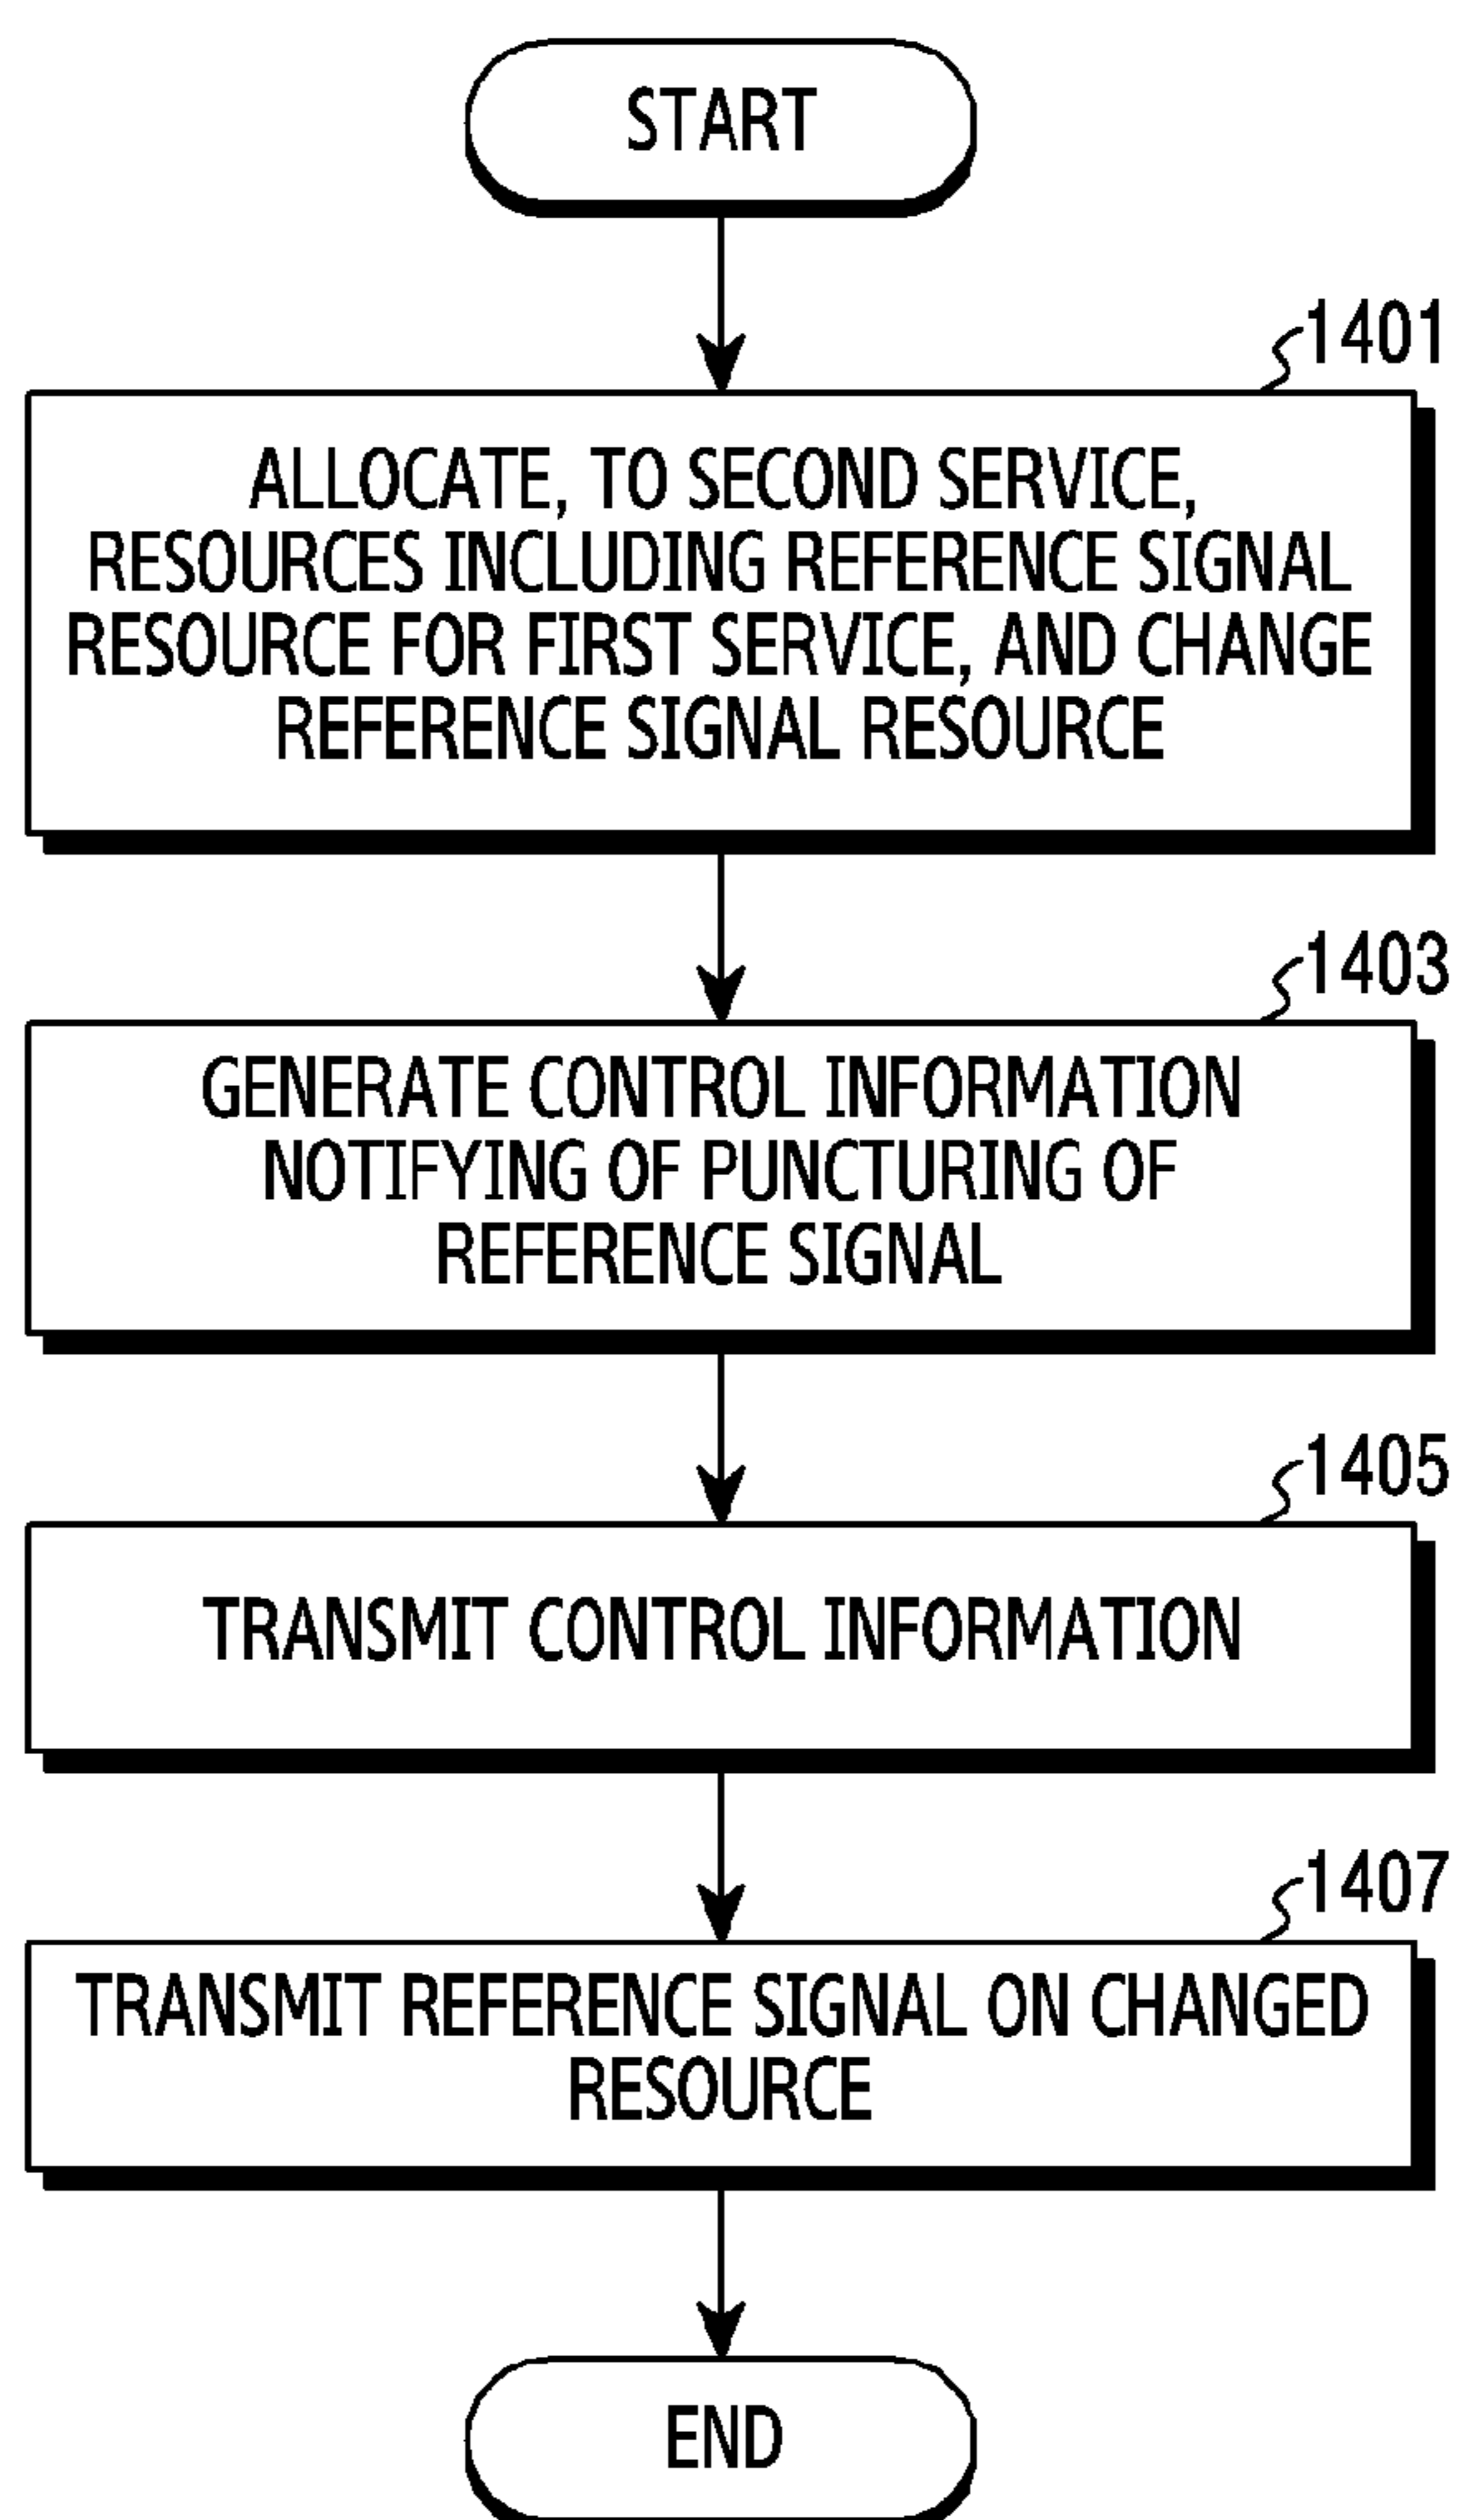 START
1401
ALLOCATE, TO SECOND SERVICE,
RESOURCES INCLUDING REFERENCE SIGNAL
RESOURCE FOR FIRST SERVICE, AND CHANGE
REFERENCE SIGNAL RESOURCE
1403
GENERATE CONTROL INFORMATION
NOTIFYING OF PUNCTURING OF
REFERENCE SIGNAL
1405
TRANSMIT CONTROL INFORMATION
1407
TRANSMIT REFERENCE SIGNAL ON CHANGED
RESOURCE
END